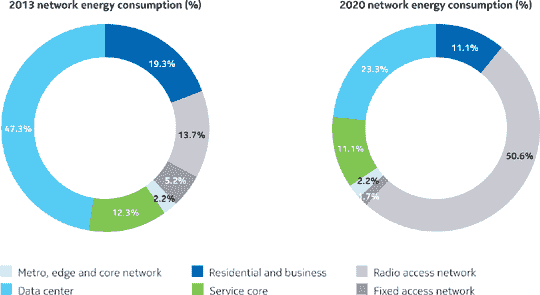 2013 network energy consumption (%)
2020 network energy consumption (%)
19.3%
13.7%
5.2%
2.2%
12.3%
47.3%
11.1%
50.6%
2.2%
11.1%
23.3%
Metro, edge and core network
Residential and business
Radio access network
Data center
Service core
Fixed access network